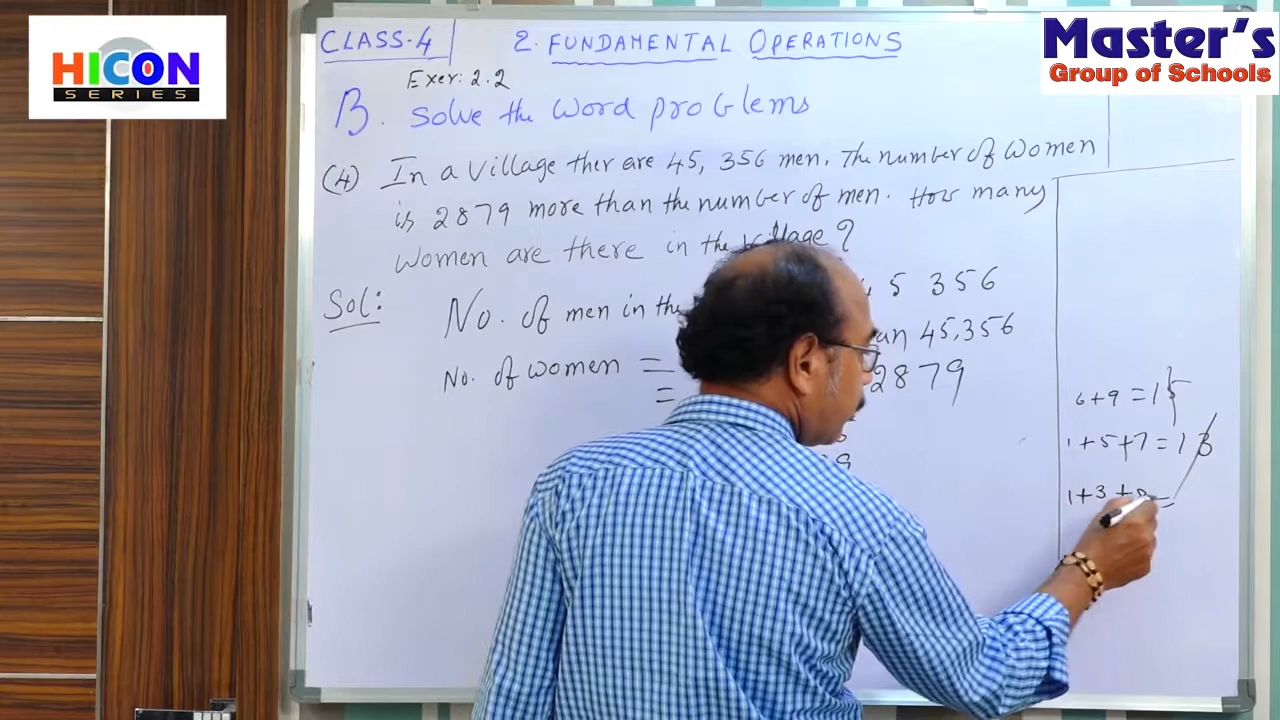 HICON
SERIES
Master's
Group of Schools
CLASS-4
2. FUNDAMENTAL OPERATIONS
Exer: 2.2
B. Solve the word problems
(4) In a village ther are 45, 356 men. The number of women
is 2879 more than the number of men. How many
women are there in the village?
Sol: No. of men in the 5 356
No. of women = 45,356
= 2879
6+9 = 15
1+5+7 = 13
1+3+